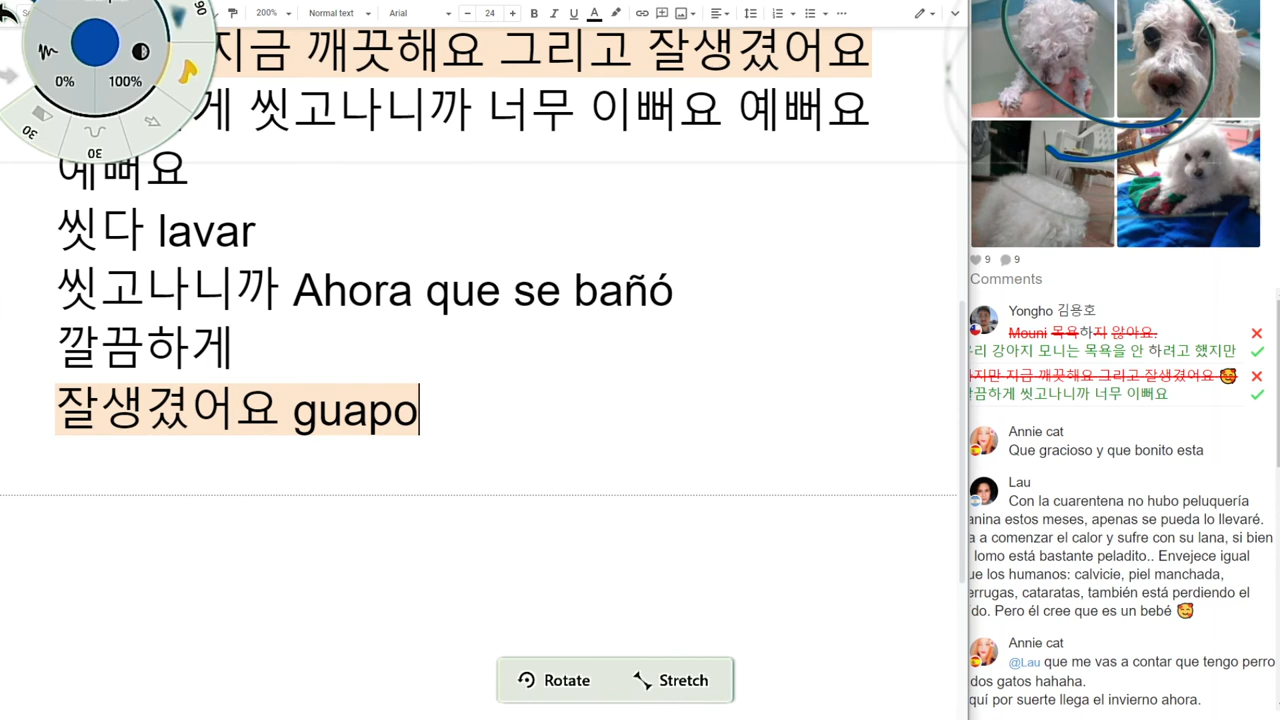 200% Normal text Arial 24 B I U A
지금 깨끗해요 그리고 잘생겼어요
게 씻고나니까 너무 이뻐요 예뻐요
예뻐요
씻다 lavar
씻고나니까 Ahora que se bañó
깔끔하게
잘생겼어요 guapo
0% 100%
30
30
90
Rotate Stretch
9 9
Comments
Yongho 김용호
Mouni 목욕하지 않아요.
리 강아지 모니는 목욕을 안 하려고 했지만
지만 지금 깨끗해요 그리고 잘생겼어요 🥰
끔하게 씻고나니까 너무 이뻐요
Annie cat
Que gracioso y que bonito esta
Lau
Con la cuarentena no hubo peluquería
anina estos meses, apenas se pueda lo llevaré.
a a comenzar el calor y sufre con su lana, si bien
lomo está bastante peladito.. Envejece igual
ue los humanos: calvicie, piel manchada,
errugas, cataratas, también está perdiendo el
do. Pero él cree que es un bebé 🥰
Annie cat
@Lau que me vas a contar que tengo perro
dos gatos hahaha.
quí por suerte llega el invierno ahora.